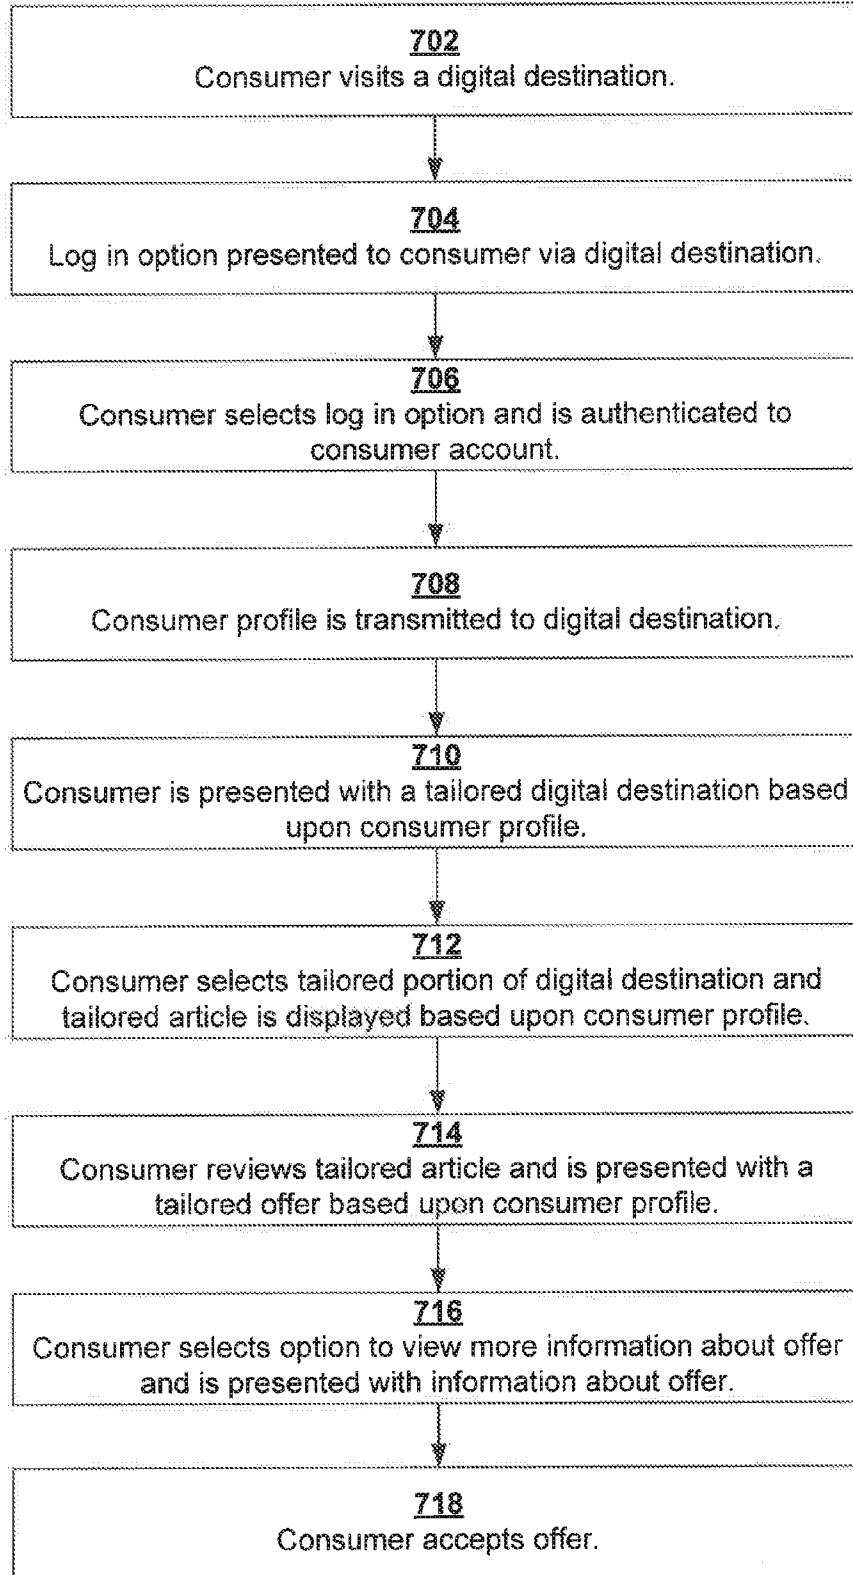 702
Consumer visits a digital destination.
704
Log in option presented to consumer via digital destination.
706
Consumer selects log in option and is authenticated to
consumer account.
708
Consumer profile is transmitted to digital destination.
710
Consumer is presented with a tailored digital destination based
upon consumer profile.
712
Consumer selects tailored portion of digital destination and
tailored article is displayed based upon consumer profile.
714
Consumer reviews tailored article and is presented with a
tailored offer based upon consumer profile.
716
Consumer selects option to view more information about offer
and is presented with information about offer.
718
Consumer accepts offer.